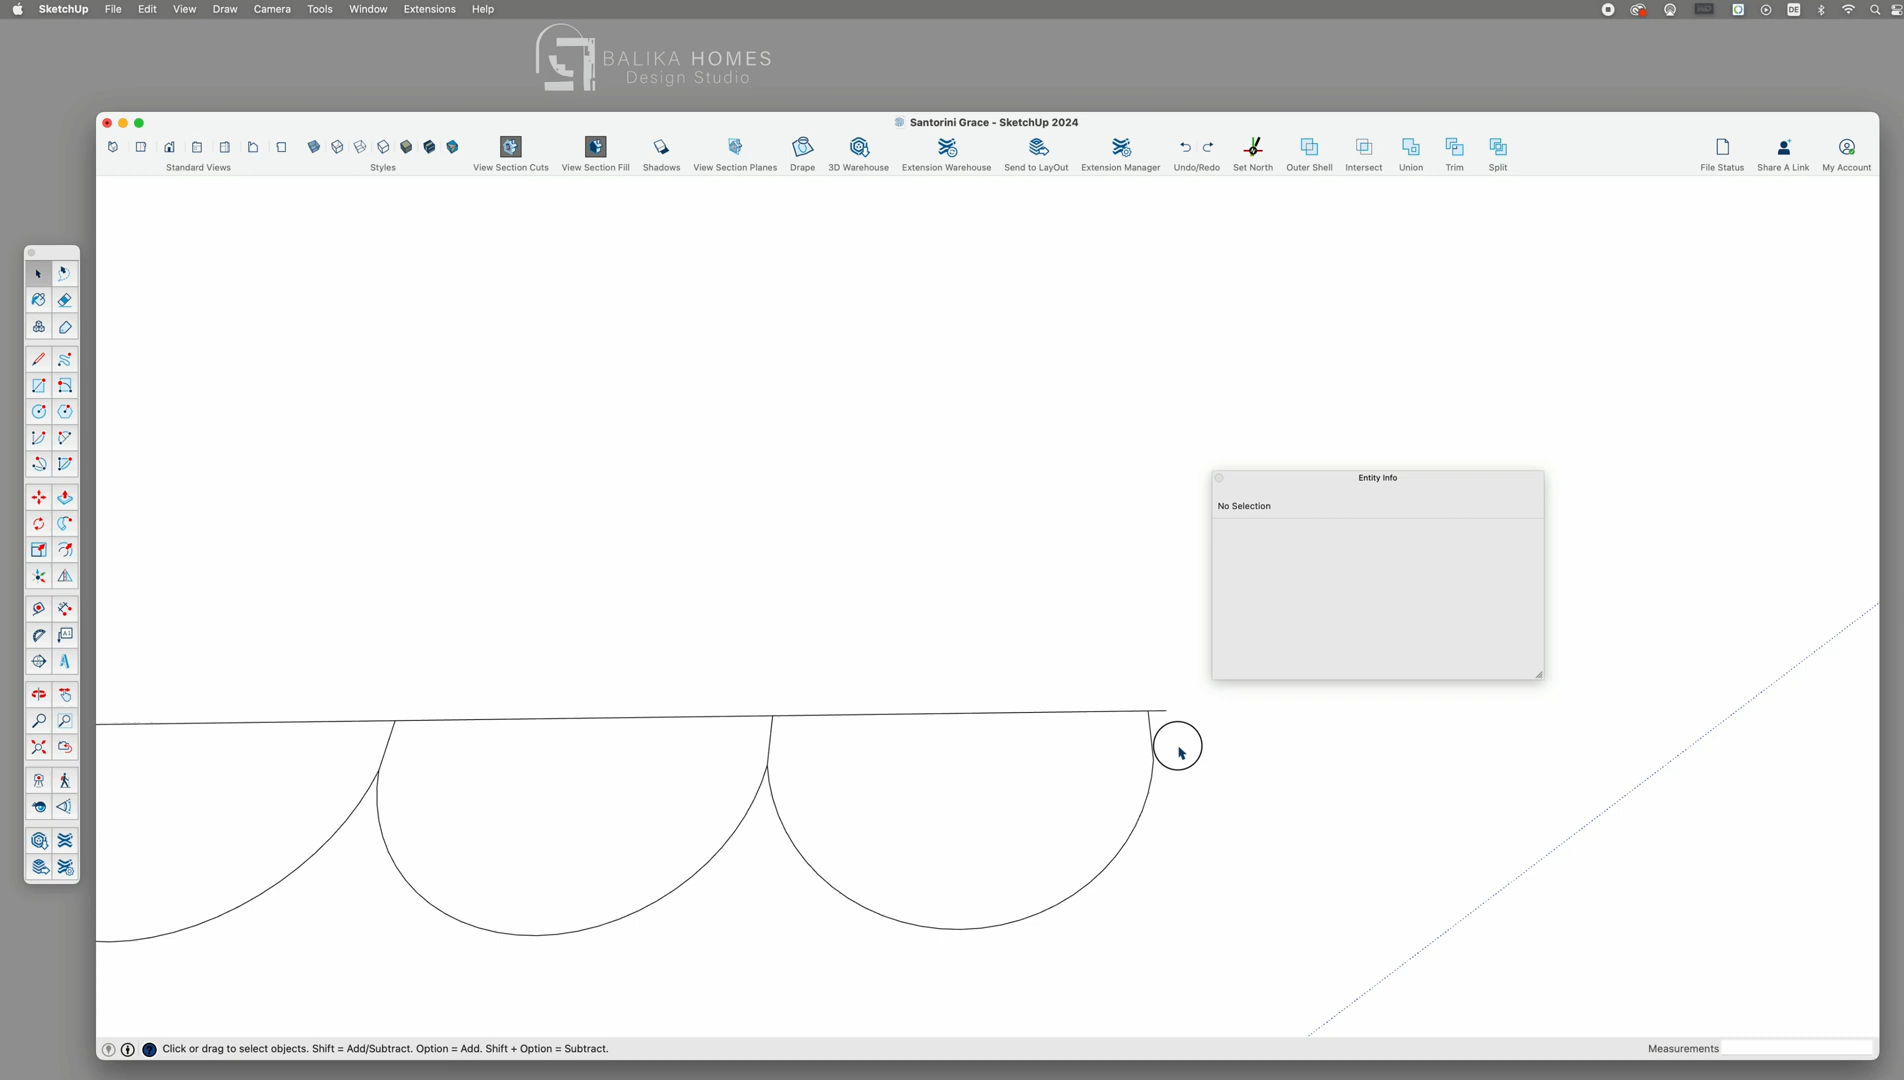 SketchUp File Edit View Draw Camera Tools Window Extensions Help
DE
BALIKA HOMES
Design Studio
Santorini Grace - SketchUp 2024
Standard Views Styles View Section Cuts View Section Fill Shadows View Section Planes Drape 3D Warehouse Extension Warehouse Send to LayOut Extension Manager Undo/Redo Set North Outer Shell Intersect Union Trim Split File Status Share A Link My Account
Entity Info
No Selection
Click or drag to select objects. Shift = Add/Subtract. Option = Add. Shift + Option = Subtract.
Measurements